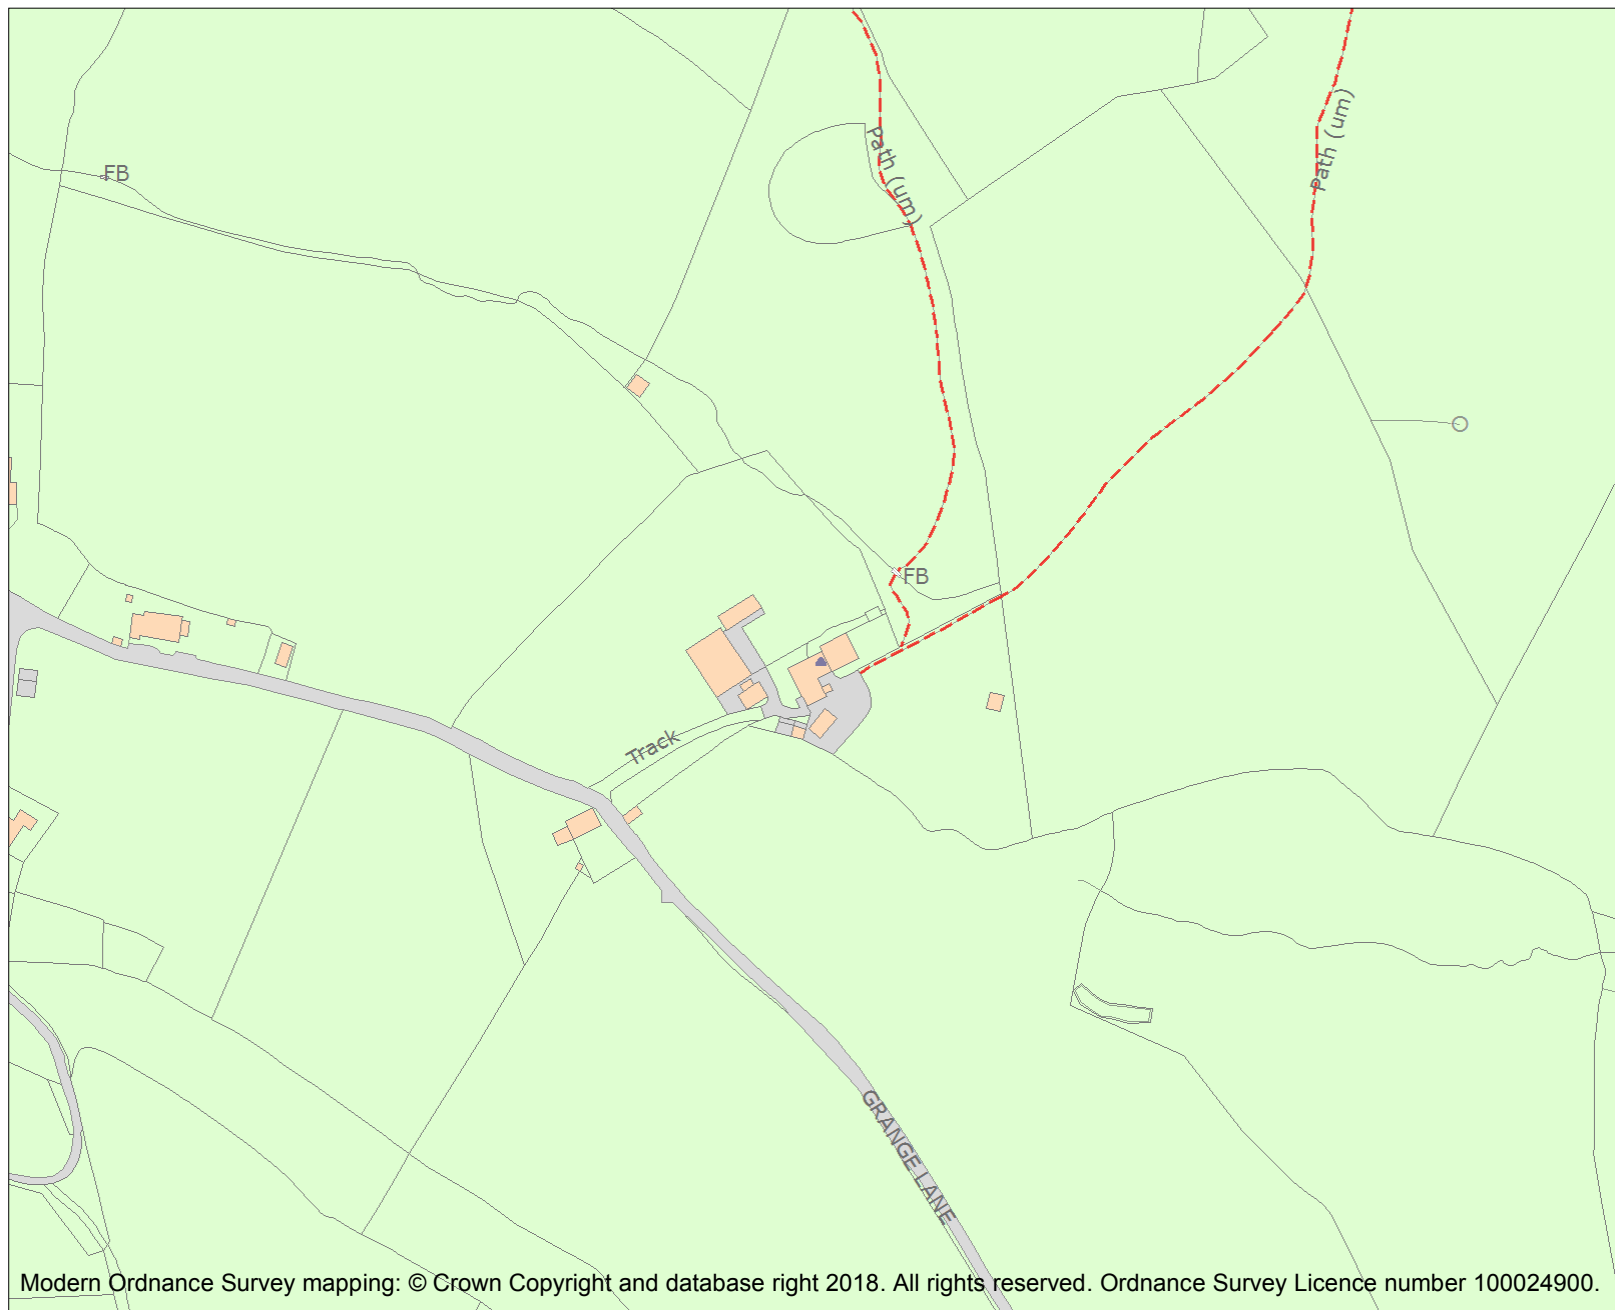 Path (um)
Path (um)
FB
FB
Track
GRANGE LANE
Modern Ordnance Survey mapping: © Crown Copyright and database right 2018. All rights reserved. Ordnance Survey Licence number 100024900.